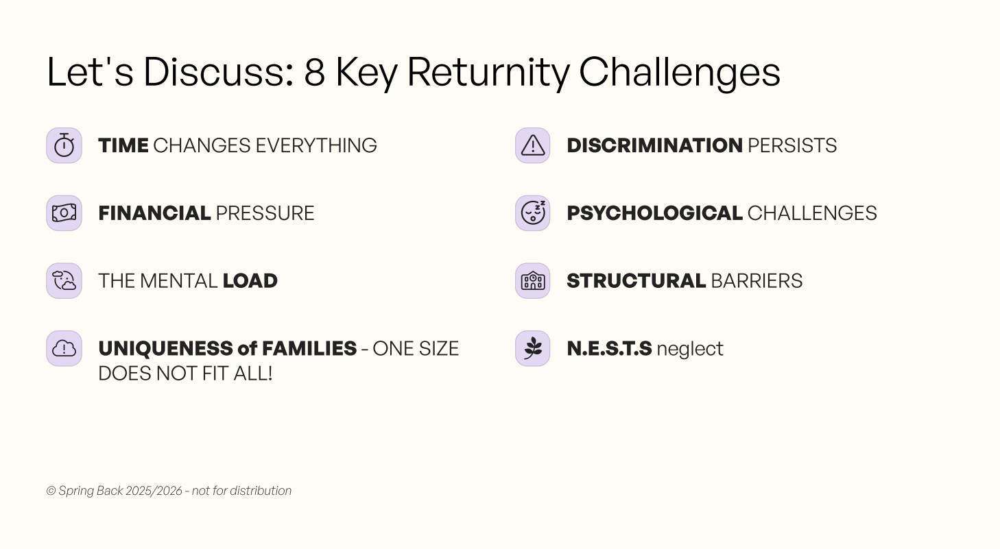 Let's Discuss: 8 Key Returnity Challenges
TIME CHANGES EVERYTHING
FINANCIAL PRESSURE
THE MENTAL LOAD
UNIQUENESS of FAMILIES - ONE SIZE
DOES NOT FIT ALL!
DISCRIMINATION PERSISTS
PSYCHOLOGICAL CHALLENGES
STRUCTURAL BARRIERS
N.E.S.T.S neglect
© Spring Back 2025/2026 - not for distribution